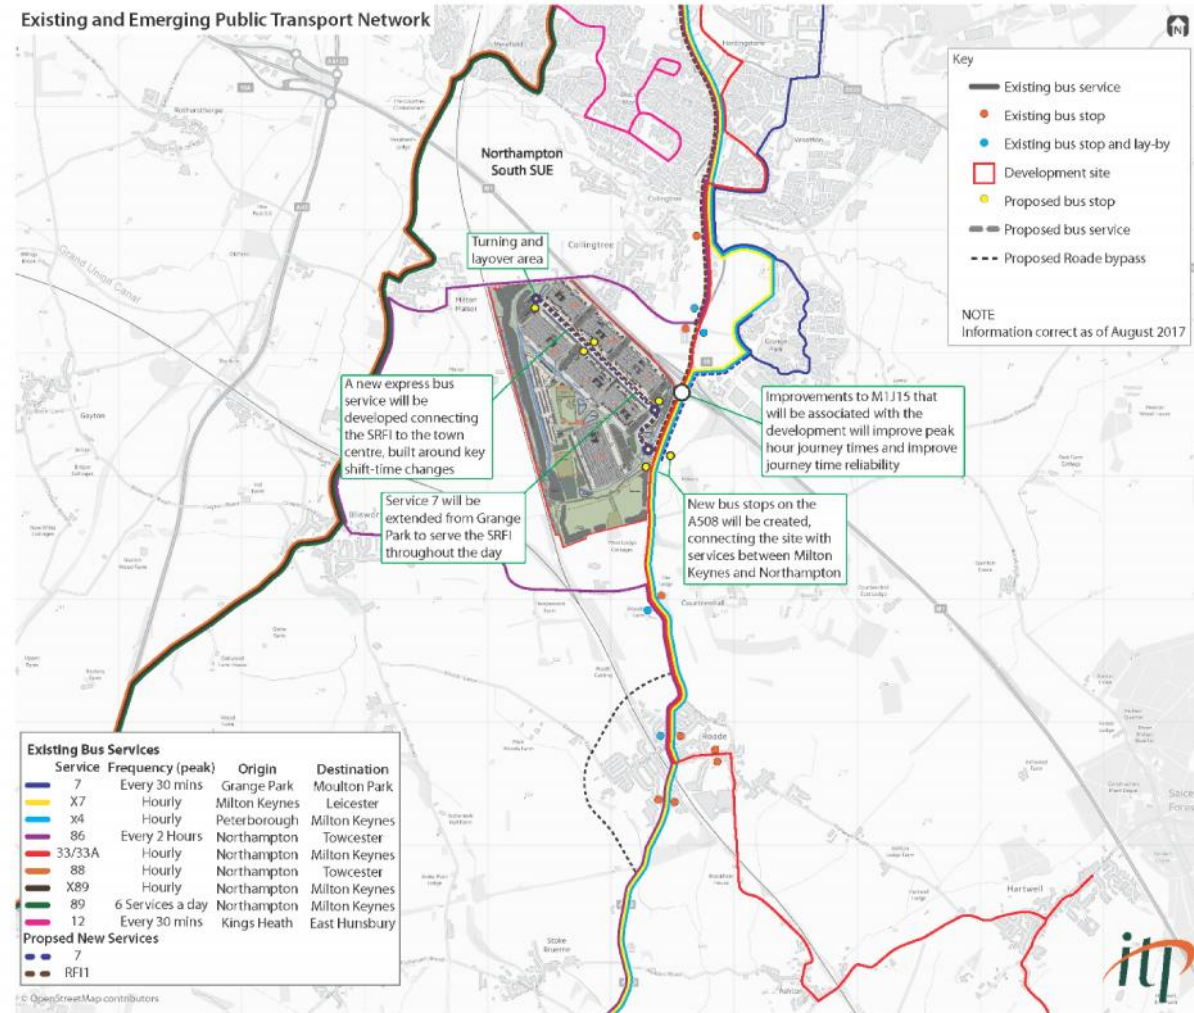 Existing and Emerging Public Transport Network
N
Key
Existing bus service
Existing bus stop
Existing bus stop and lay-by
Development site
Proposed bus stop
Proposed bus service
Proposed Roade bypass
NOTE
Information correct as of August 2017
Northampton
South SUE
Wootton
Collingtree
Collingtree
Grand Union Canal
Milton
Malsor
Grange
Park
Gayton
Turning and
layover area
A new express bus
service will be
developed connecting
the SRFI to the town
centre, built around key
shift-time changes
Improvements to M1J15 that
will be associated with the
development will improve peak
hour journey times and improve
journey time reliability
Service 7 will be
extended from Grange
Park to serve the SRFI
throughout the day
New bus stops on the
A508 will be created,
connecting the site with
services between Milton
Keynes and Northampton
Courteenhall
Roade
Hartwell
Ashton
Stoke
Bruerne
Existing Bus Services
Service Frequency (peak) Origin Destination
7 Every 30 mins Grange Park Moulton Park
X7 Hourly Milton Keynes Leicester
x4 Hourly Peterborough Milton Keynes
86 Every 2 Hours Northampton Towcester
33/33A Hourly Northampton Milton Keynes
88 Hourly Northampton Towcester
X89 Hourly Northampton Milton Keynes
89 6 Services a day Northampton Milton Keynes
12 Every 30 mins Kings Heath East Hunsbury
Propsed New Services
7
RFI1
© OpenStreetMap contributors
itp